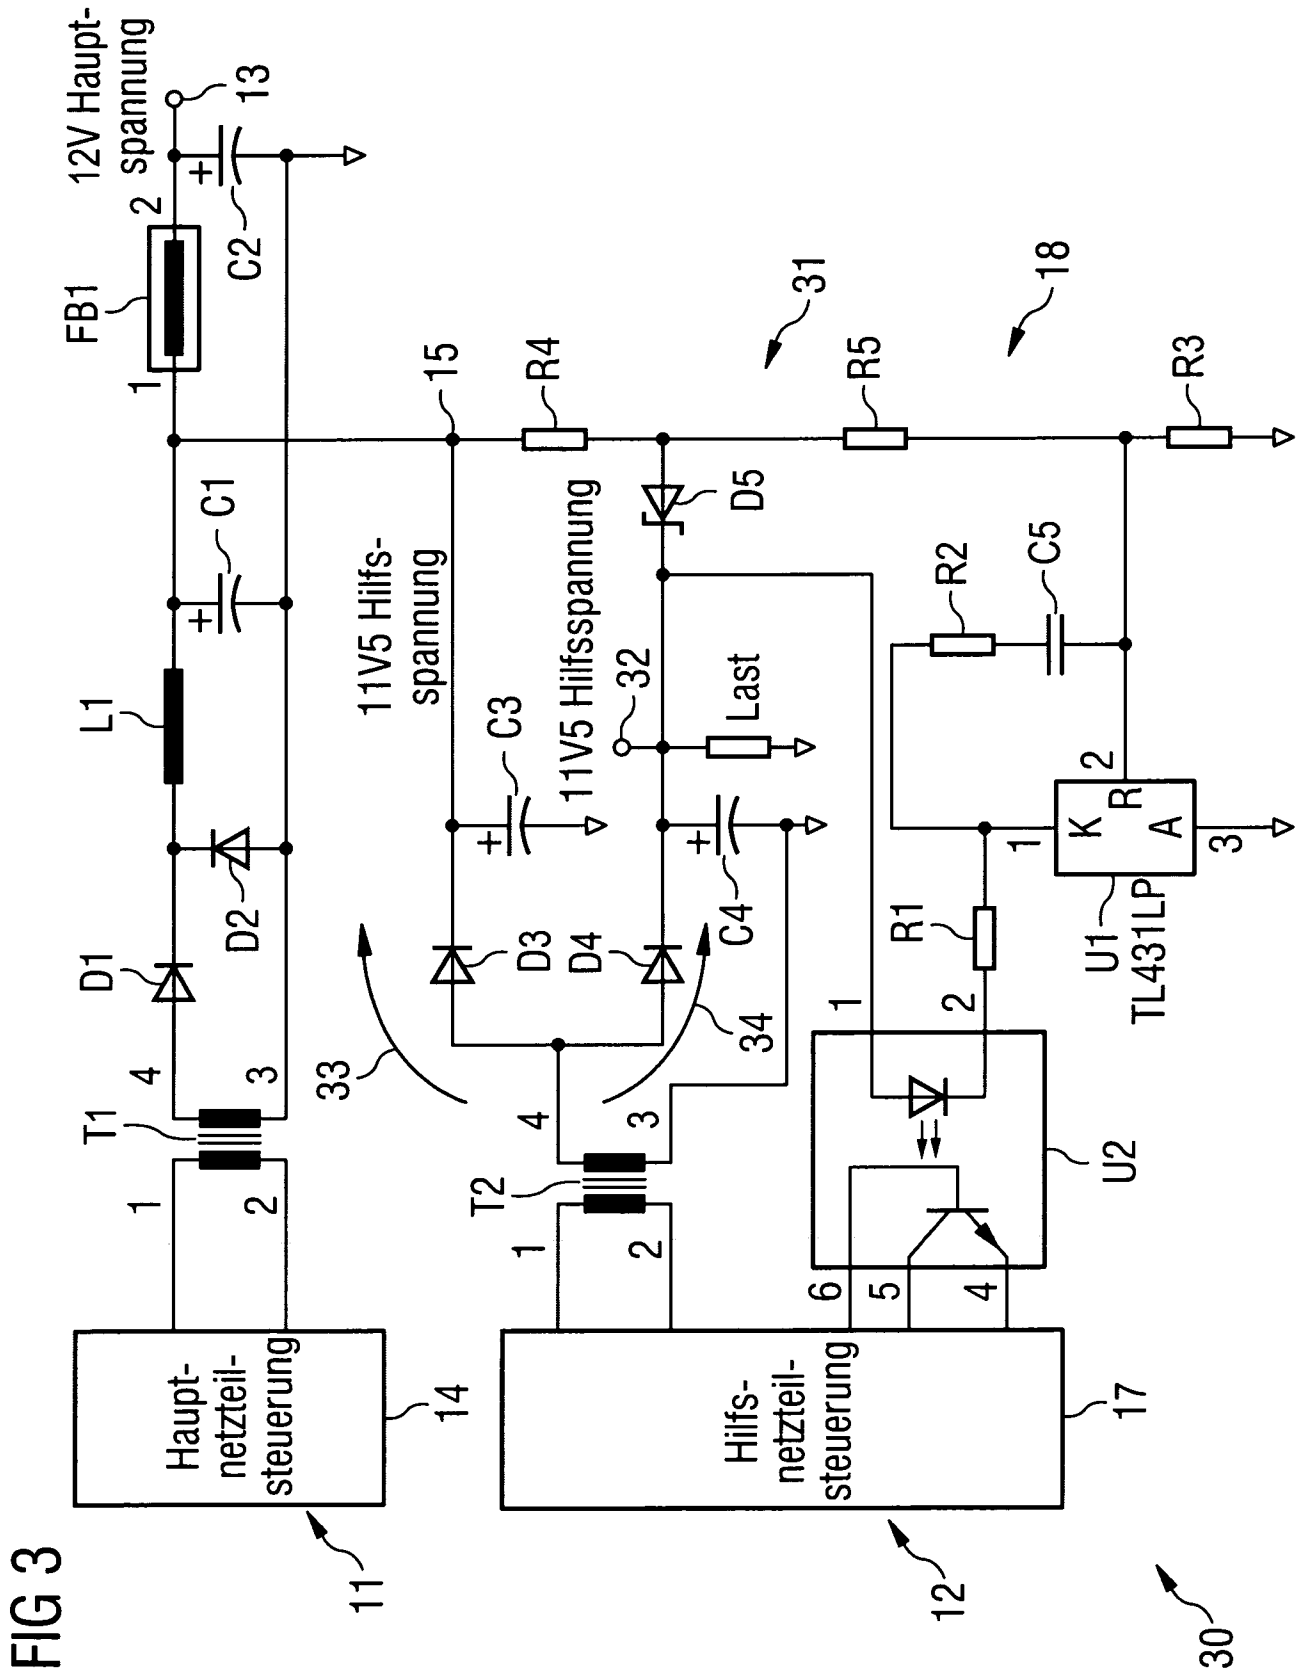 FIG 3
12V Haupt-
spannung
13
FB1
1
2
C2
L1
C1
D1
D2
T1
1
2
4
3
Haupt-
netzteil-
steuerung
14
11
11V5 Hilfs-
spannung
15
R4
33
D3
C3
11V5 Hilfsspannung
32
D5
31
R5
18
R3
T2
1
2
4
3
D4
34
C4
Last
R2
C5
Hilfs-
netzteil-
steuerung
17
12
6
5
4
1
2
U2
R1
1
K
R
2
A
3
U1
TL431LP
30